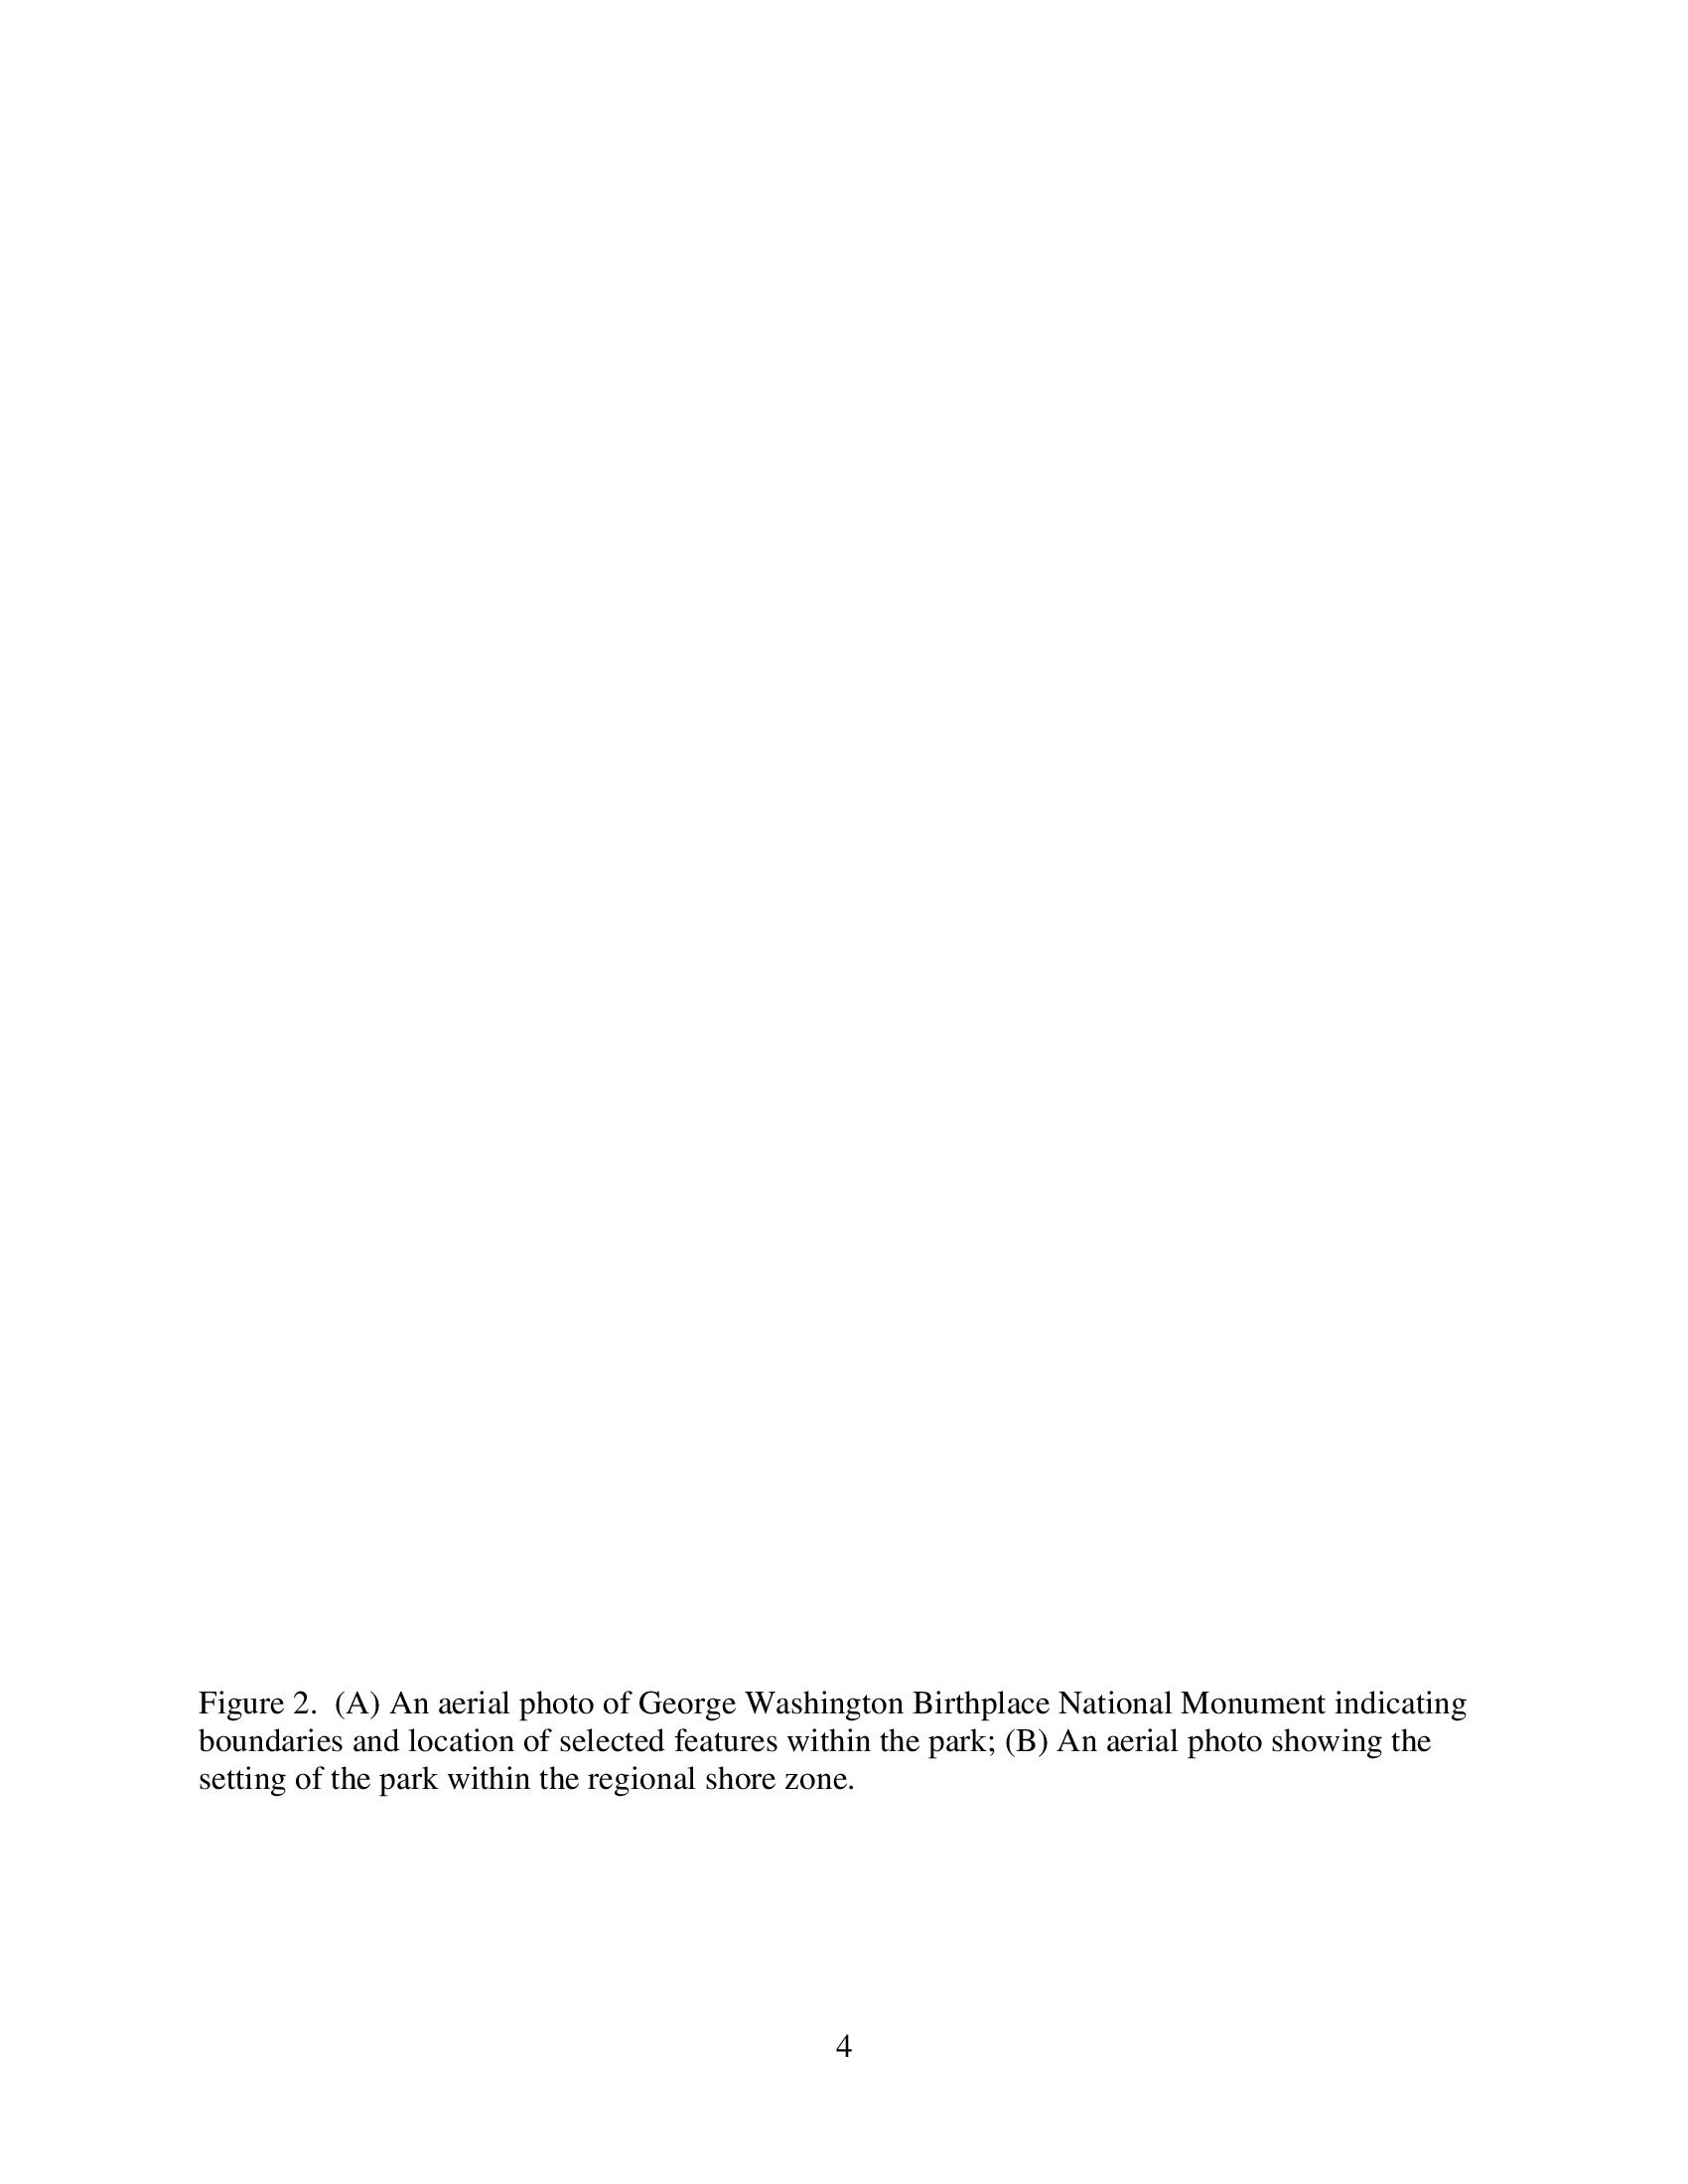 Figure 2.  (A) An aerial photo of George Washington Birthplace National Monument indicating
boundaries and location of selected features within the park; (B) An aerial photo showing the
setting of the park within the regional shore zone.
4